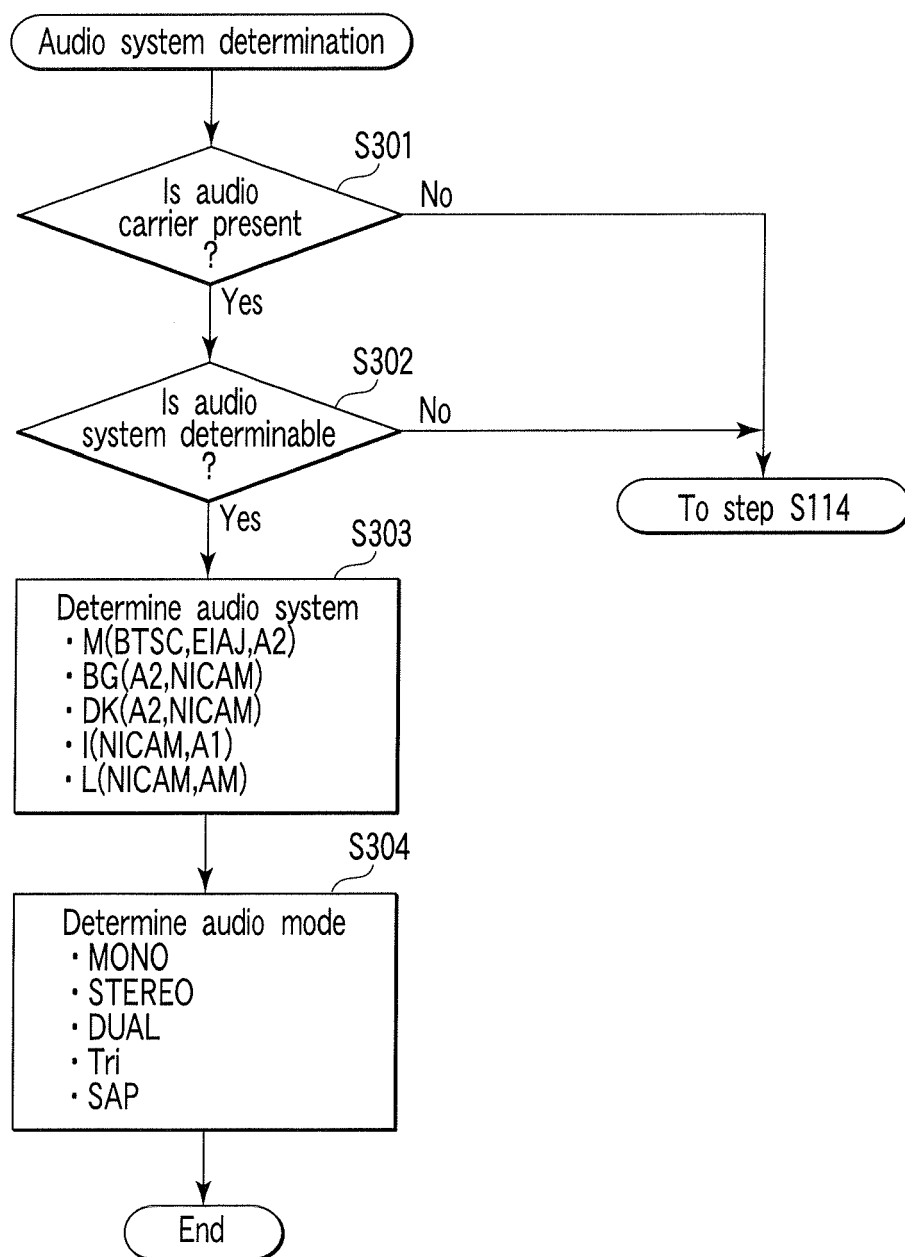 Audio system determination
S301
Is audio
carrier present
?
No
Yes
S302
Is audio
system determinable
?
No
Yes
To step S114
S303
Determine audio system
・M(BTSC,EIAJ,A2)
・BG(A2,NICAM)
・DK(A2,NICAM)
・I(NICAM,A1)
・L(NICAM,AM)
S304
Determine audio mode
・MONO
・STEREO
・DUAL
・Tri
・SAP
End